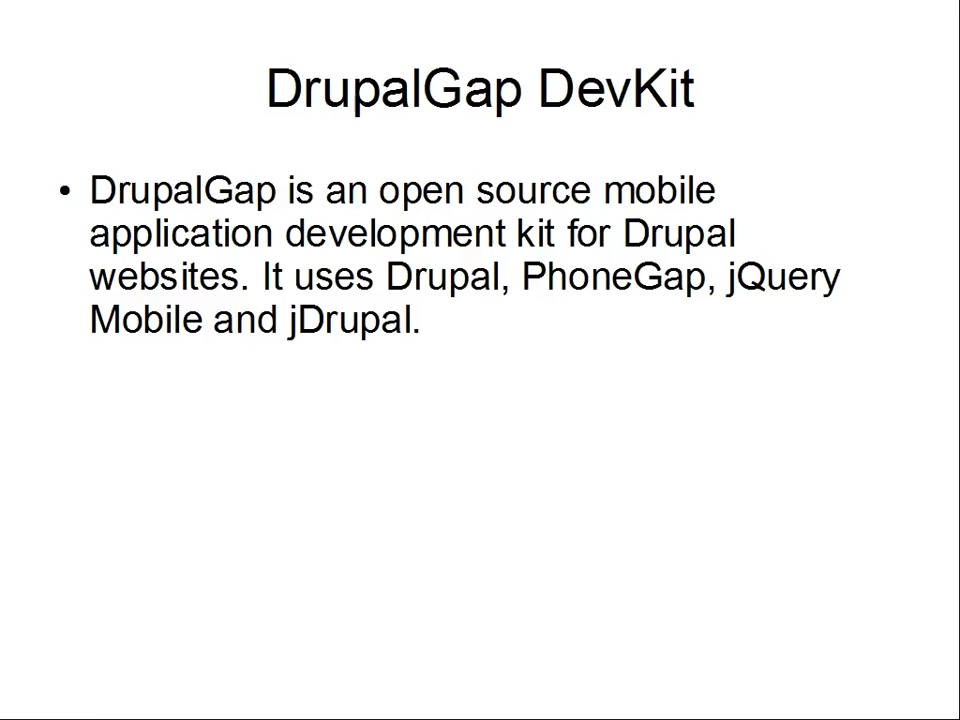 DrupalGap DevKit
• DrupalGap is an open source mobile
application development kit for Drupal
websites. It uses Drupal, PhoneGap, jQuery
Mobile and jDrupal.